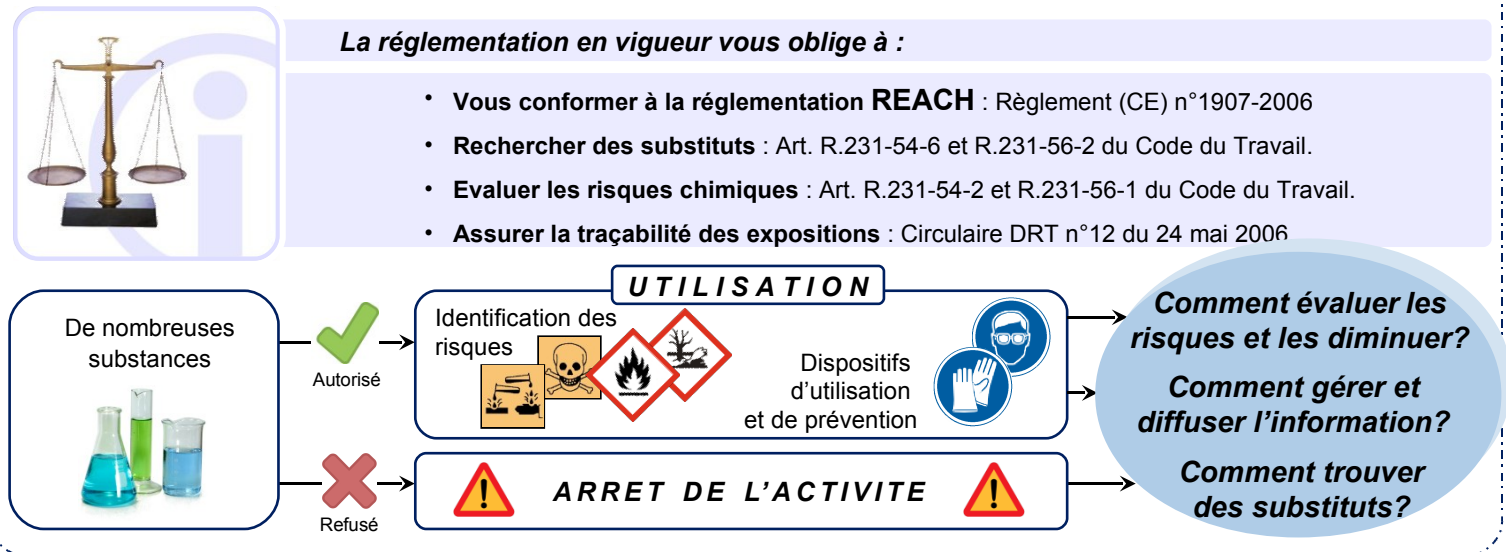 La réglementation en vigueur vous oblige à :
• Vous conformer à la réglementation REACH : Règlement (CE) n°1907-2006
• Rechercher des substituts : Art. R.231-54-6 et R.231-56-2 du Code du Travail.
• Evaluer les risques chimiques : Art. R.231-54-2 et R.231-56-1 du Code du Travail.
• Assurer la traçabilité des expositions : Circulaire DRT n°12 du 24 mai 2006
De nombreuses
substances
Autorisé
Refusé
UTILISATION
Identification des
risques
Dispositifs
d’utilisation
et de prévention
ARRET DE L’ACTIVITE
Comment évaluer les
risques et les diminuer?
Comment gérer et
diffuser l’information?
Comment trouver
des substituts?